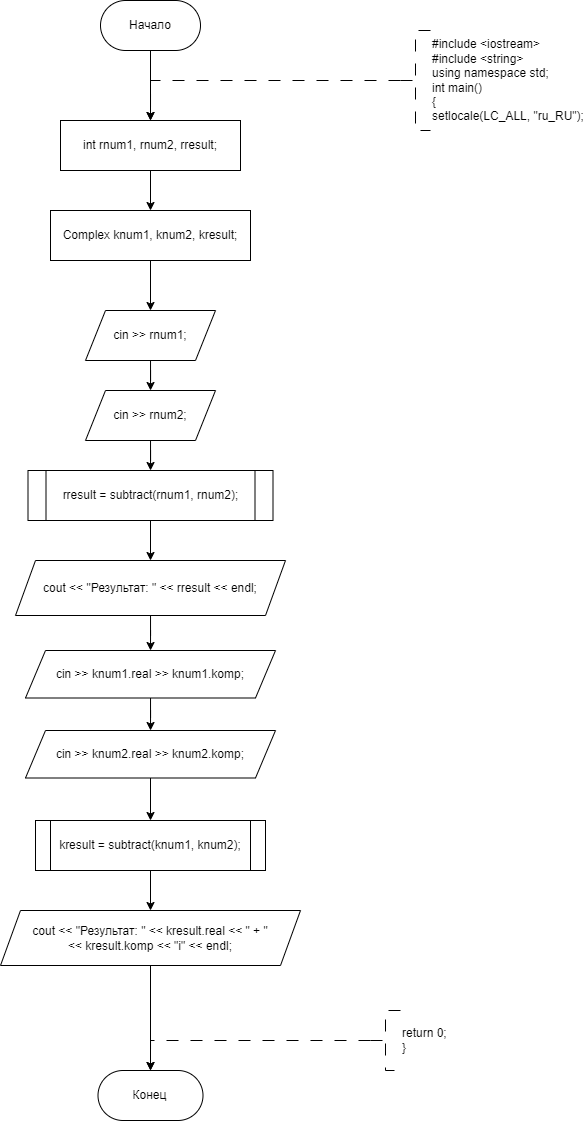 Начало
#include <iostream>
#include <string>
using namespace std;
int main()
{
setlocale(LC_ALL, "ru_RU");
int rnum1, rnum2, rresult;
Complex knum1, knum2, kresult;
cin >> rnum1;
cin >> rnum2;
rresult = subtract(rnum1, rnum2);
cout << "Результат: " << rresult << endl;
cin >> knum1.real >> knum1.komp;
cin >> knum2.real >> knum2.komp;
kresult = subtract(knum1, knum2);
cout << "Результат: " << kresult.real << " + "
<< kresult.komp << "i" << endl;
return 0;
}
Конец